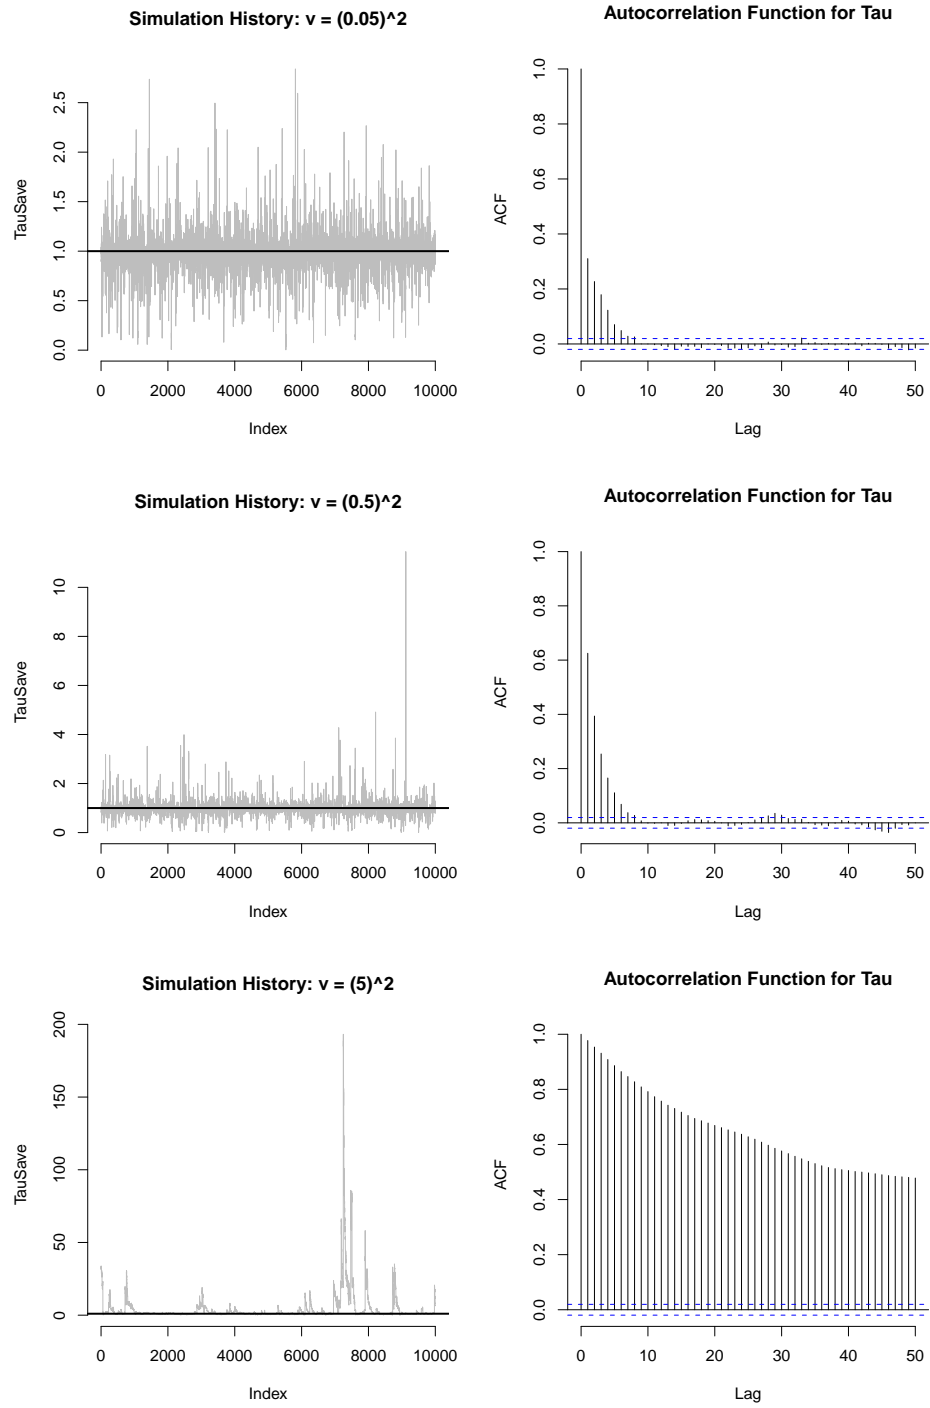 Simulation History: v = (0.05)^2
TauSave
0.0 0.5 1.0 1.5 2.0 2.5
0 2000 4000 6000 8000 10000
Index
Autocorrelation Function for Tau
ACF
0.0 0.2 0.4 0.6 0.8 1.0
0 10 20 30 40 50
Lag
Simulation History: v = (0.5)^2
TauSave
0 2 4 6 8 10
0 2000 4000 6000 8000 10000
Index
Autocorrelation Function for Tau
ACF
0.0 0.2 0.4 0.6 0.8 1.0
0 10 20 30 40 50
Lag
Simulation History: v = (5)^2
TauSave
0 50 100 150 200
0 2000 4000 6000 8000 10000
Index
Autocorrelation Function for Tau
ACF
0.0 0.2 0.4 0.6 0.8 1.0
0 10 20 30 40 50
Lag